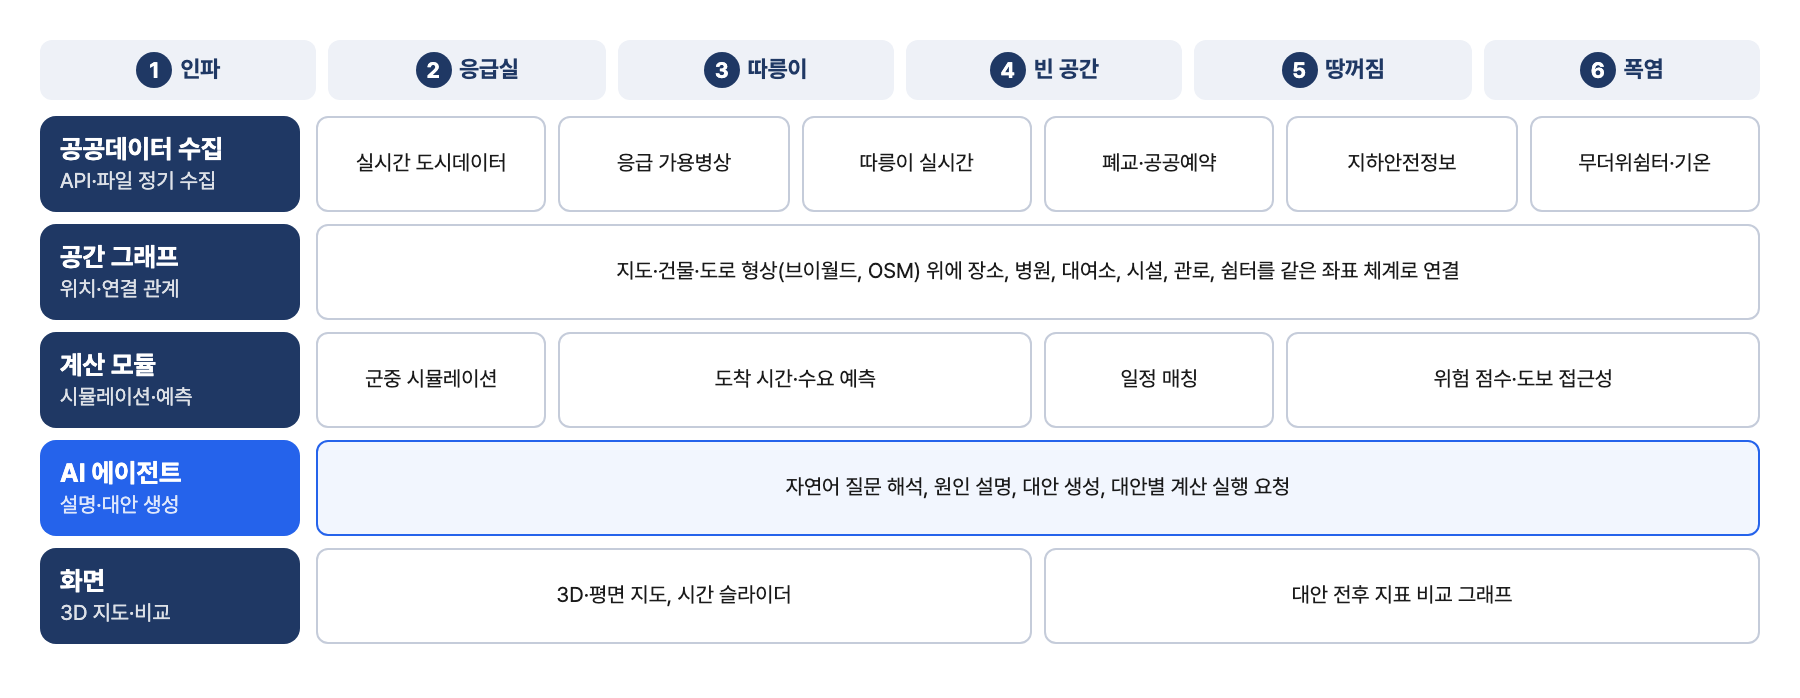 1 인파
2 응급실
3 따릉이
4 빈 공간
5 땅꺼짐
6 폭염
공공데이터 수집
API·파일 정기 수집
실시간 도시데이터
응급 가용병상
따릉이 실시간
폐교·공공예약
지하안전정보
무더위쉼터·기온
공간 그래프
위치·연결 관계
지도·건물·도로 형상(브이월드, OSM) 위에 장소, 병원, 대여소, 시설, 관로, 쉼터를 같은 좌표 체계로 연결
계산 모듈
시뮬레이션·예측
군중 시뮬레이션
도착 시간·수요 예측
일정 매칭
위험 점수·도보 접근성
AI 에이전트
설명·대안 생성
자연어 질문 해석, 원인 설명, 대안 생성, 대안별 계산 실행 요청
화면
3D 지도·비교
3D·평면 지도, 시간 슬라이더
대안 전후 지표 비교 그래프